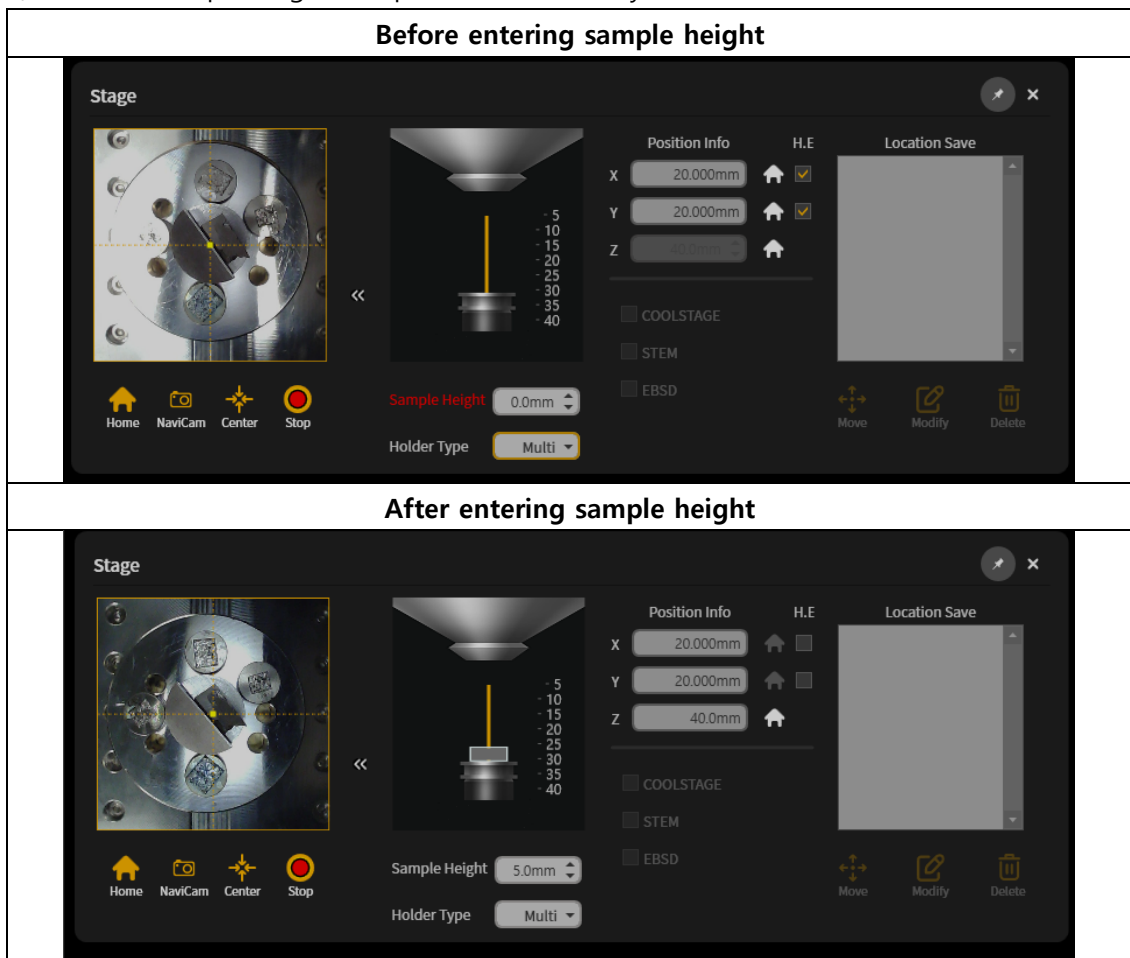 Before entering sample height
Stage
Position Info H.E Location Save
X 20.000mm
Y 20.000mm
Z 40.0mm
- 5
- 10
- 15
- 20
- 25
- 30
- 35
- 40
COOLSTAGE
STEM
EBSD
Home NaviCam Center Stop
Sample Height 0.0mm
Holder Type Multi
Move Modify Delete
After entering sample height
Stage
Position Info H.E Location Save
X 20.000mm
Y 20.000mm
Z 40.0mm
- 5
- 10
- 15
- 20
- 25
- 30
- 35
- 40
COOLSTAGE
STEM
EBSD
Home NaviCam Center Stop
Sample Height 5.0mm
Holder Type Multi
Move Modify Delete